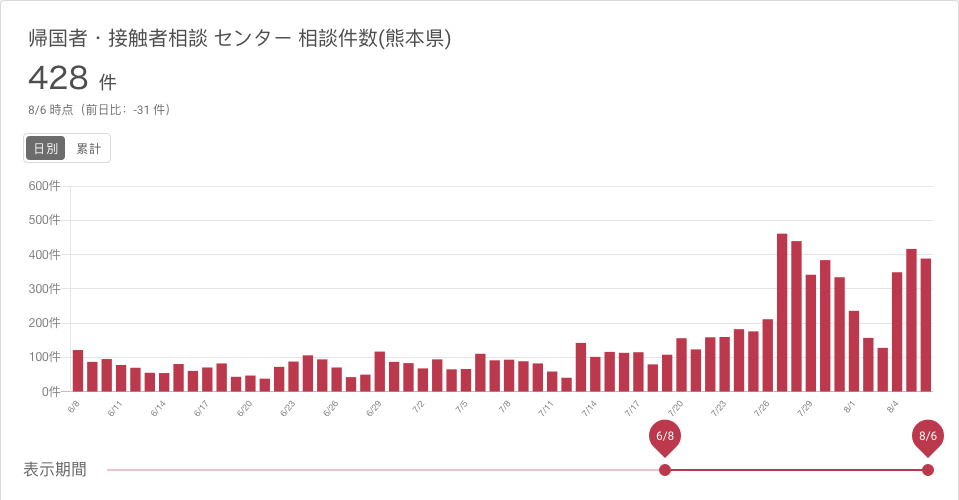 帰国者・接触者相談 センター 相談件数(熊本県)
428 件
8/6 時点（前日比：-31 件）
日別 累計
600件
500件
400件
300件
200件
100件
0件
6/8 6/11 6/14 6/17 6/20 6/23 6/26 6/29 7/2 7/5 7/8 7/11 7/14 7/17 7/20 7/23 7/26 7/29 8/1 8/4
6/8 8/6
表示期間